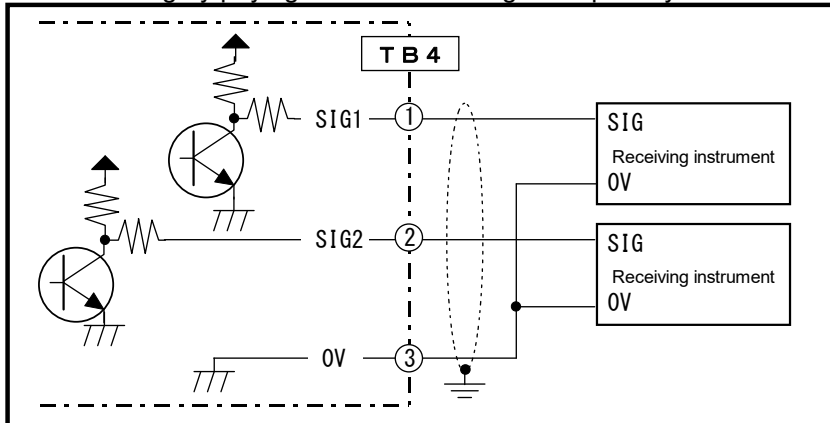 TB4
SIG1
1
SIG
Receiving instrument
0V
SIG2
2
SIG
Receiving instrument
0V
0V
3